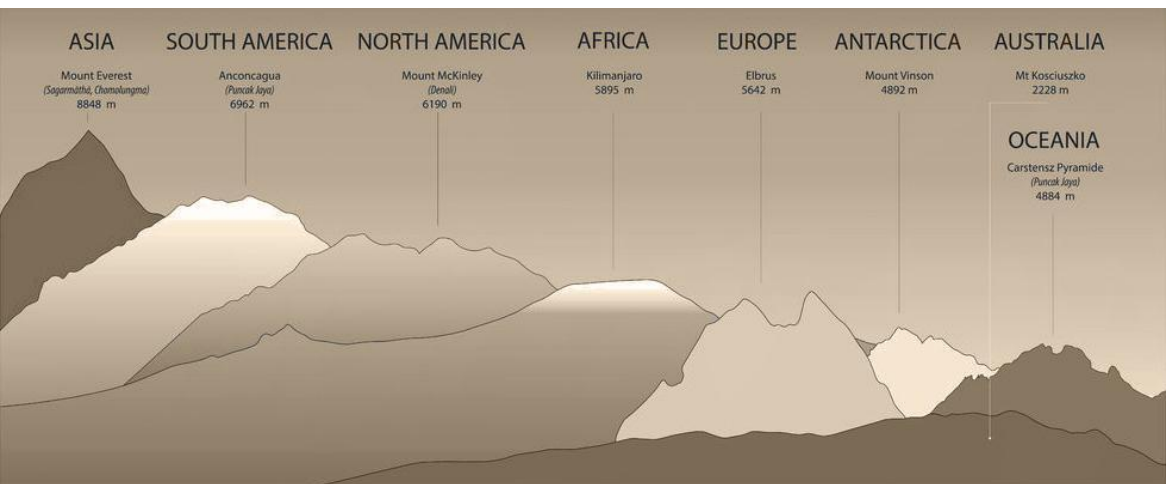 ASIA
Mount Everest
(Sagarmāthā, Chomolungma)
8848 m
SOUTH AMERICA
Anconcagua
(Puncak Jaya)
6962 m
NORTH AMERICA
Mount McKinley
(Denali)
6190 m
AFRICA
Kilimanjaro
5895 m
EUROPE
Elbrus
5642 m
ANTARCTICA
Mount Vinson
4892 m
AUSTRALIA
Mt Kosciuszko
2228 m
OCEANIA
Carstensz Pyramide
(Puncak Jaya)
4884 m